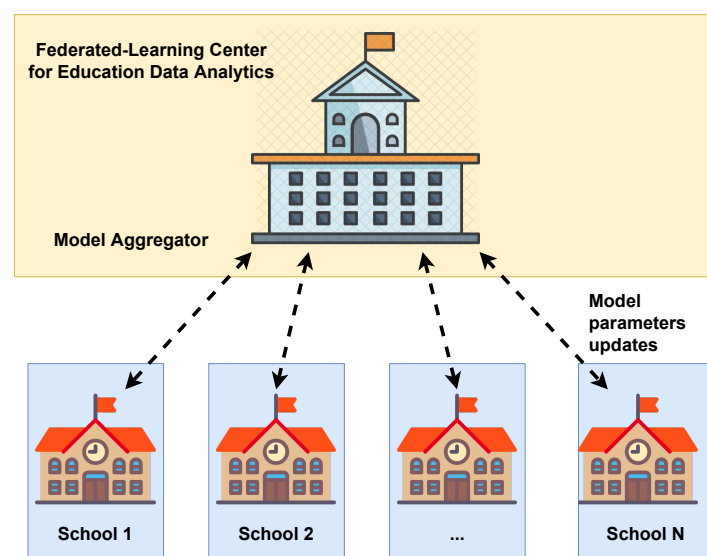 Federated-Learning Center
for Education Data Analytics
Model Aggregator
Model
parameters
updates
School 1
School 2
...
School N